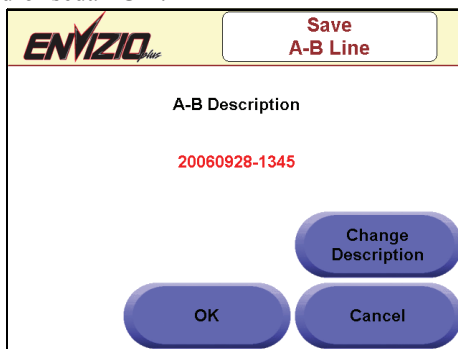 ENVIZIO plus
Save
A-B Line
A-B Description
20060928-1345
Change
Description
OK
Cancel